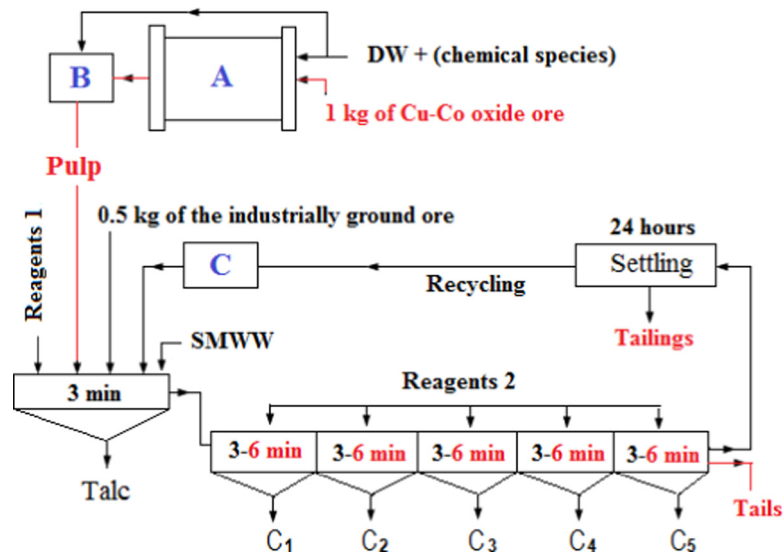 DW + (chemical species)
B
A
1 kg of Cu-Co oxide ore
Pulp
Reagents 1
0.5 kg of the industrially ground ore
24 hours
C
Settling
Recycling
SMWW
Tailings
3 min
Reagents 2
3-6 min 3-6 min 3-6 min 3-6 min 3-6 min
Talc
Tails
C1 C2 C3 C4 C5